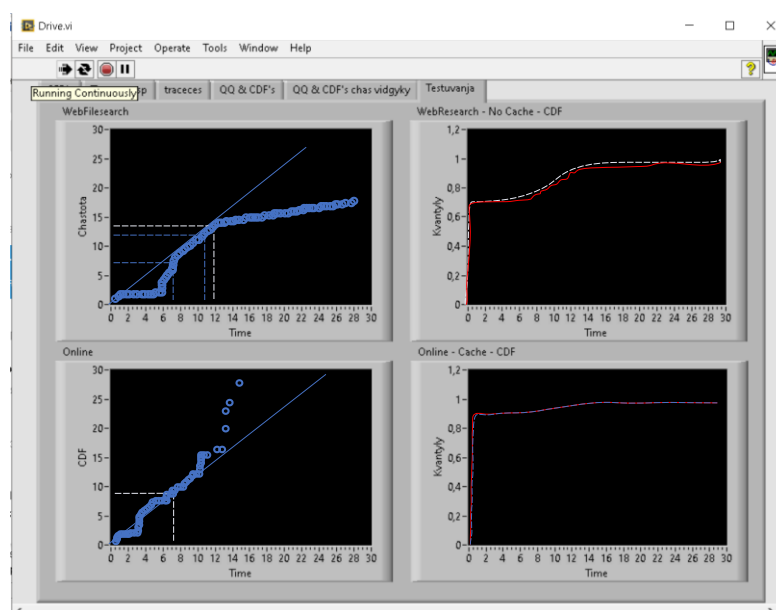 Drive.vi
File Edit View Project Operate Tools Window Help
Running Continuously
sp
traceces
QQ & CDF's
QQ & CDF's chas vidgyky
Testuvanja
WebFilesearch
30
25
20
15
10
5
0
Chastota
0 2 4 6 8 10 12 14 16 18 20 22 24 26 28 30
Time
WebResearch - No Cache - CDF
1,2
1
0,8
0,6
0,4
0,2
0
Kvantyly
0 2 4 6 8 10 12 14 16 18 20 22 24 26 28 30
Time
Online
30
25
20
15
10
5
0
CDF
0 2 4 6 8 10 12 14 16 18 20 22 24 26 28 30
Time
Online - Cache - CDF
1,2
1
0,8
0,6
0,4
0,2
0
Kvantyly
0 2 4 6 8 10 12 14 16 18 20 22 24 26 28 30
Time